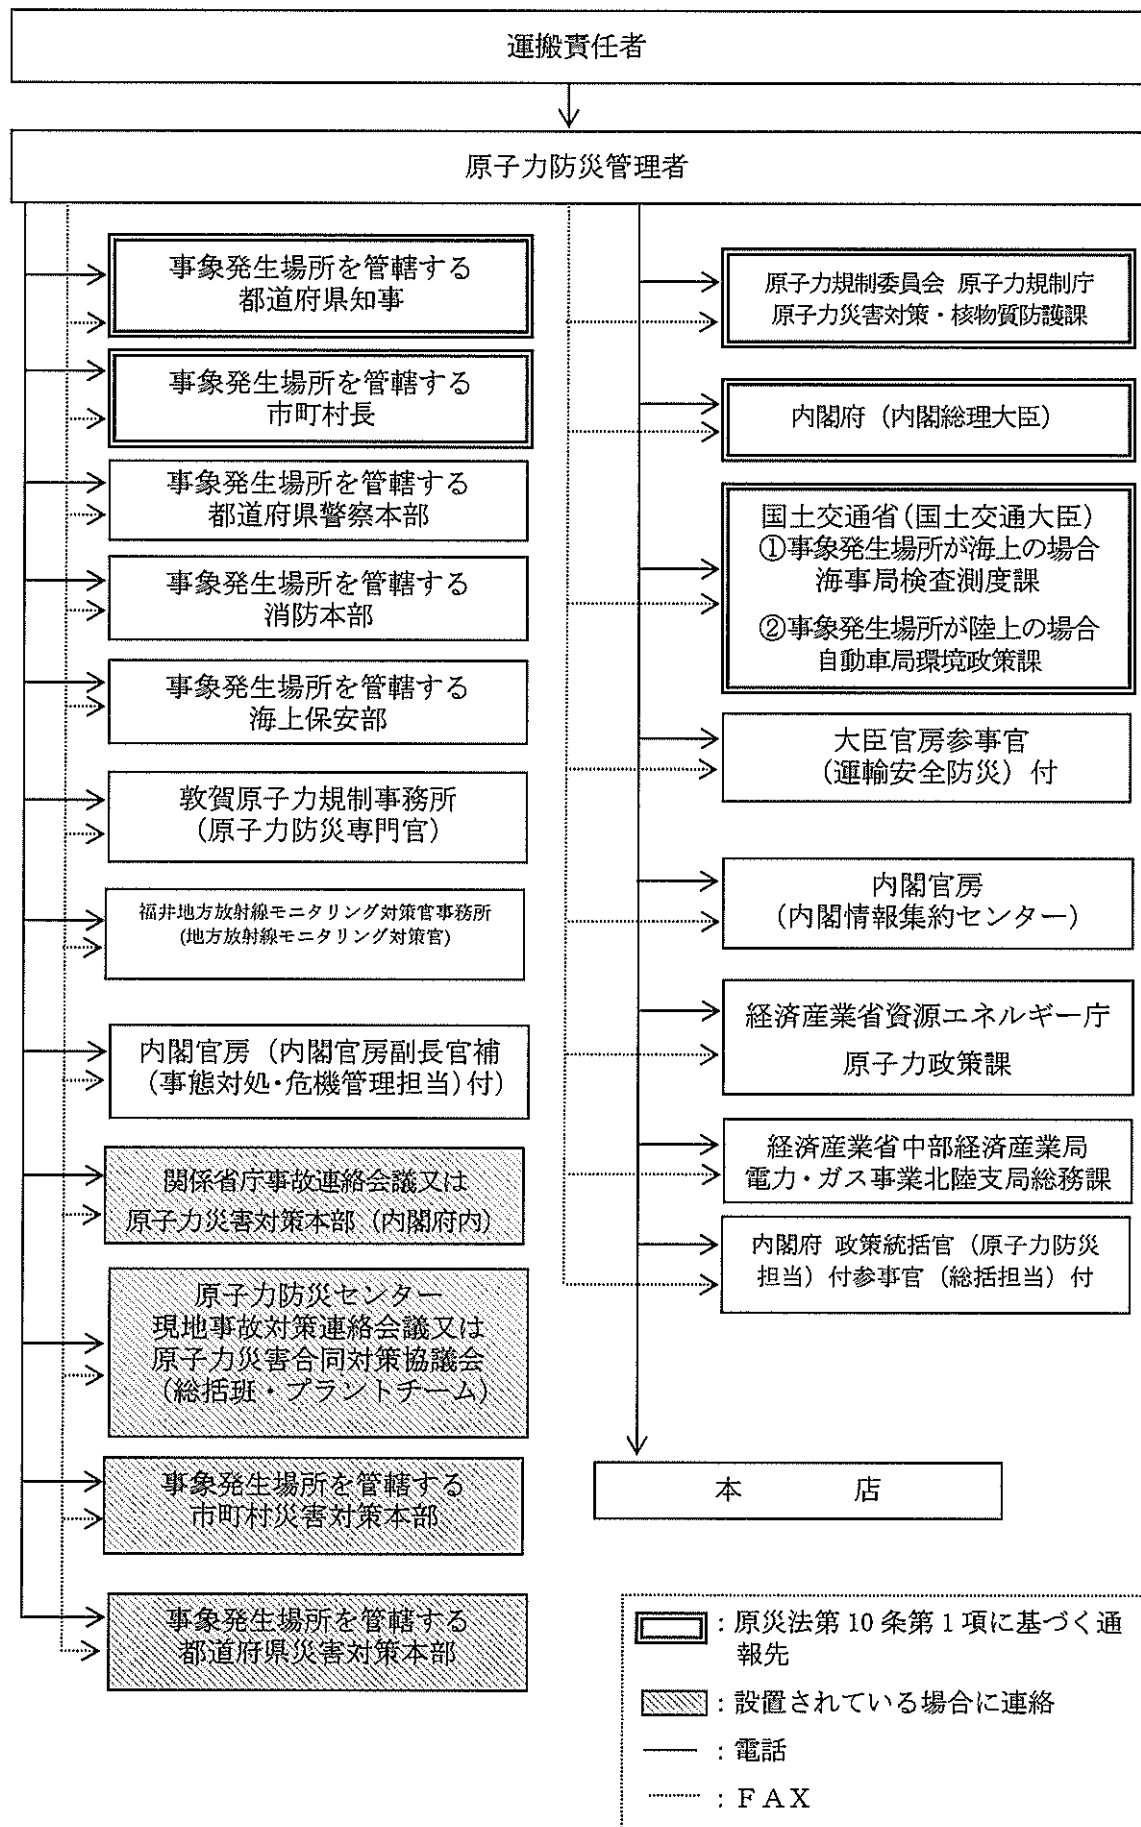 運搬責任者
原子力防災管理者
事象発生場所を管轄する
都道府県知事
事象発生場所を管轄する
市町村長
事象発生場所を管轄する
都道府県警察本部
事象発生場所を管轄する
消防本部
事象発生場所を管轄する
海上保安部
敦賀原子力規制事務所
(原子力防災専門官)
福井地方放射線モニタリング対策官事務所
(地方放射線モニタリング対策官)
内閣官房（内閣官房副長官補
(事態対処・危機管理担当)付）
関係省庁事故連絡会議又は
原子力災害対策本部（内閣府内）
原子力防災センター
現地事故対策連絡会議又は
原子力災害合同対策協議会
（総括班・プラントチーム）
事象発生場所を管轄する
市町村災害対策本部
事象発生場所を管轄する
都道府県災害対策本部
原子力規制委員会 原子力規制庁
原子力災害対策・核物質防護課
内閣府（内閣総理大臣）
国土交通省(国土交通大臣)
①事象発生場所が海上の場合
海事局検査測度課
②事象発生場所が陸上の場合
自動車局環境政策課
大臣官房参事官
（運輸安全防災）付
内閣官房
（内閣情報集約センター）
経済産業省資源エネルギー庁
原子力政策課
経済産業省中部経済産業局
電力・ガス事業北陸支局総務課
内閣府 政策統括官（原子力防災
担当）付参事官（総括担当）付
本　　店
：原災法第10条第1項に基づく通
報先
：設置されている場合に連絡
：電話
：ＦＡＸ